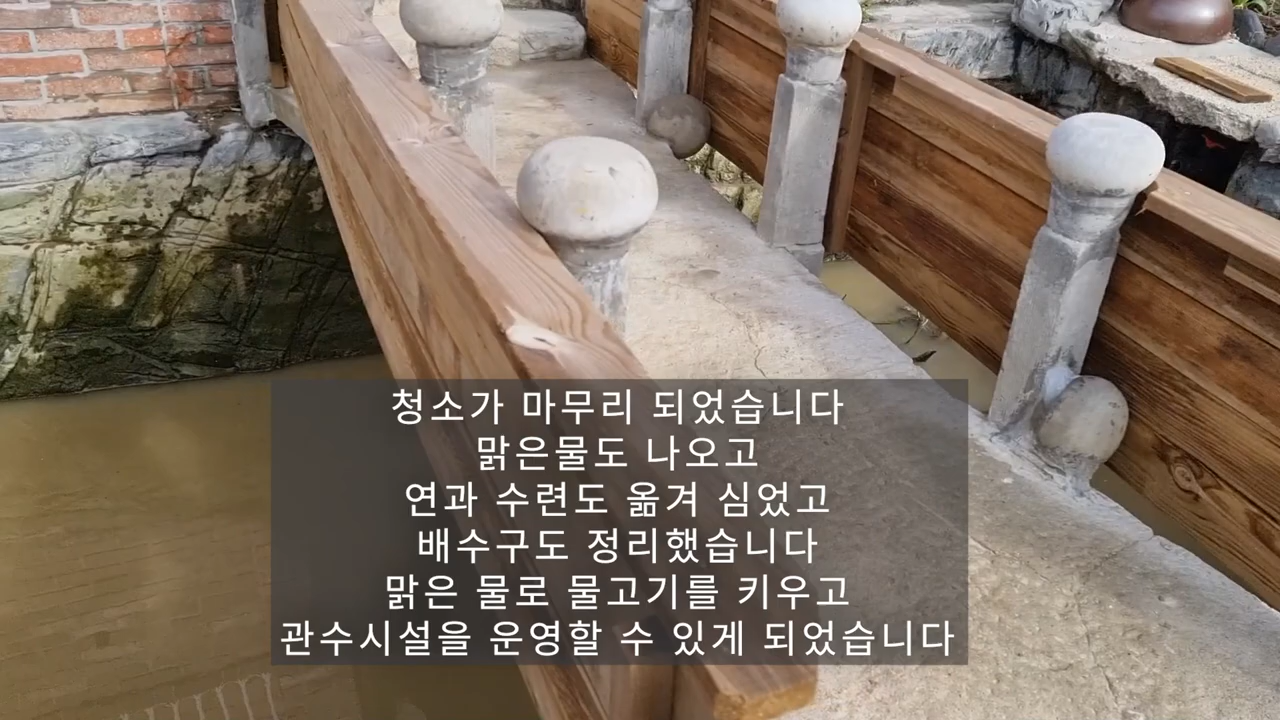 청소가 마무리 되었습니다
맑은물도 나오고
연과 수련도 옮겨 심었고
배수구도 정리했습니다
맑은 물로 물고기를 키우고
관수시설을 운영할 수 있게 되었습니다